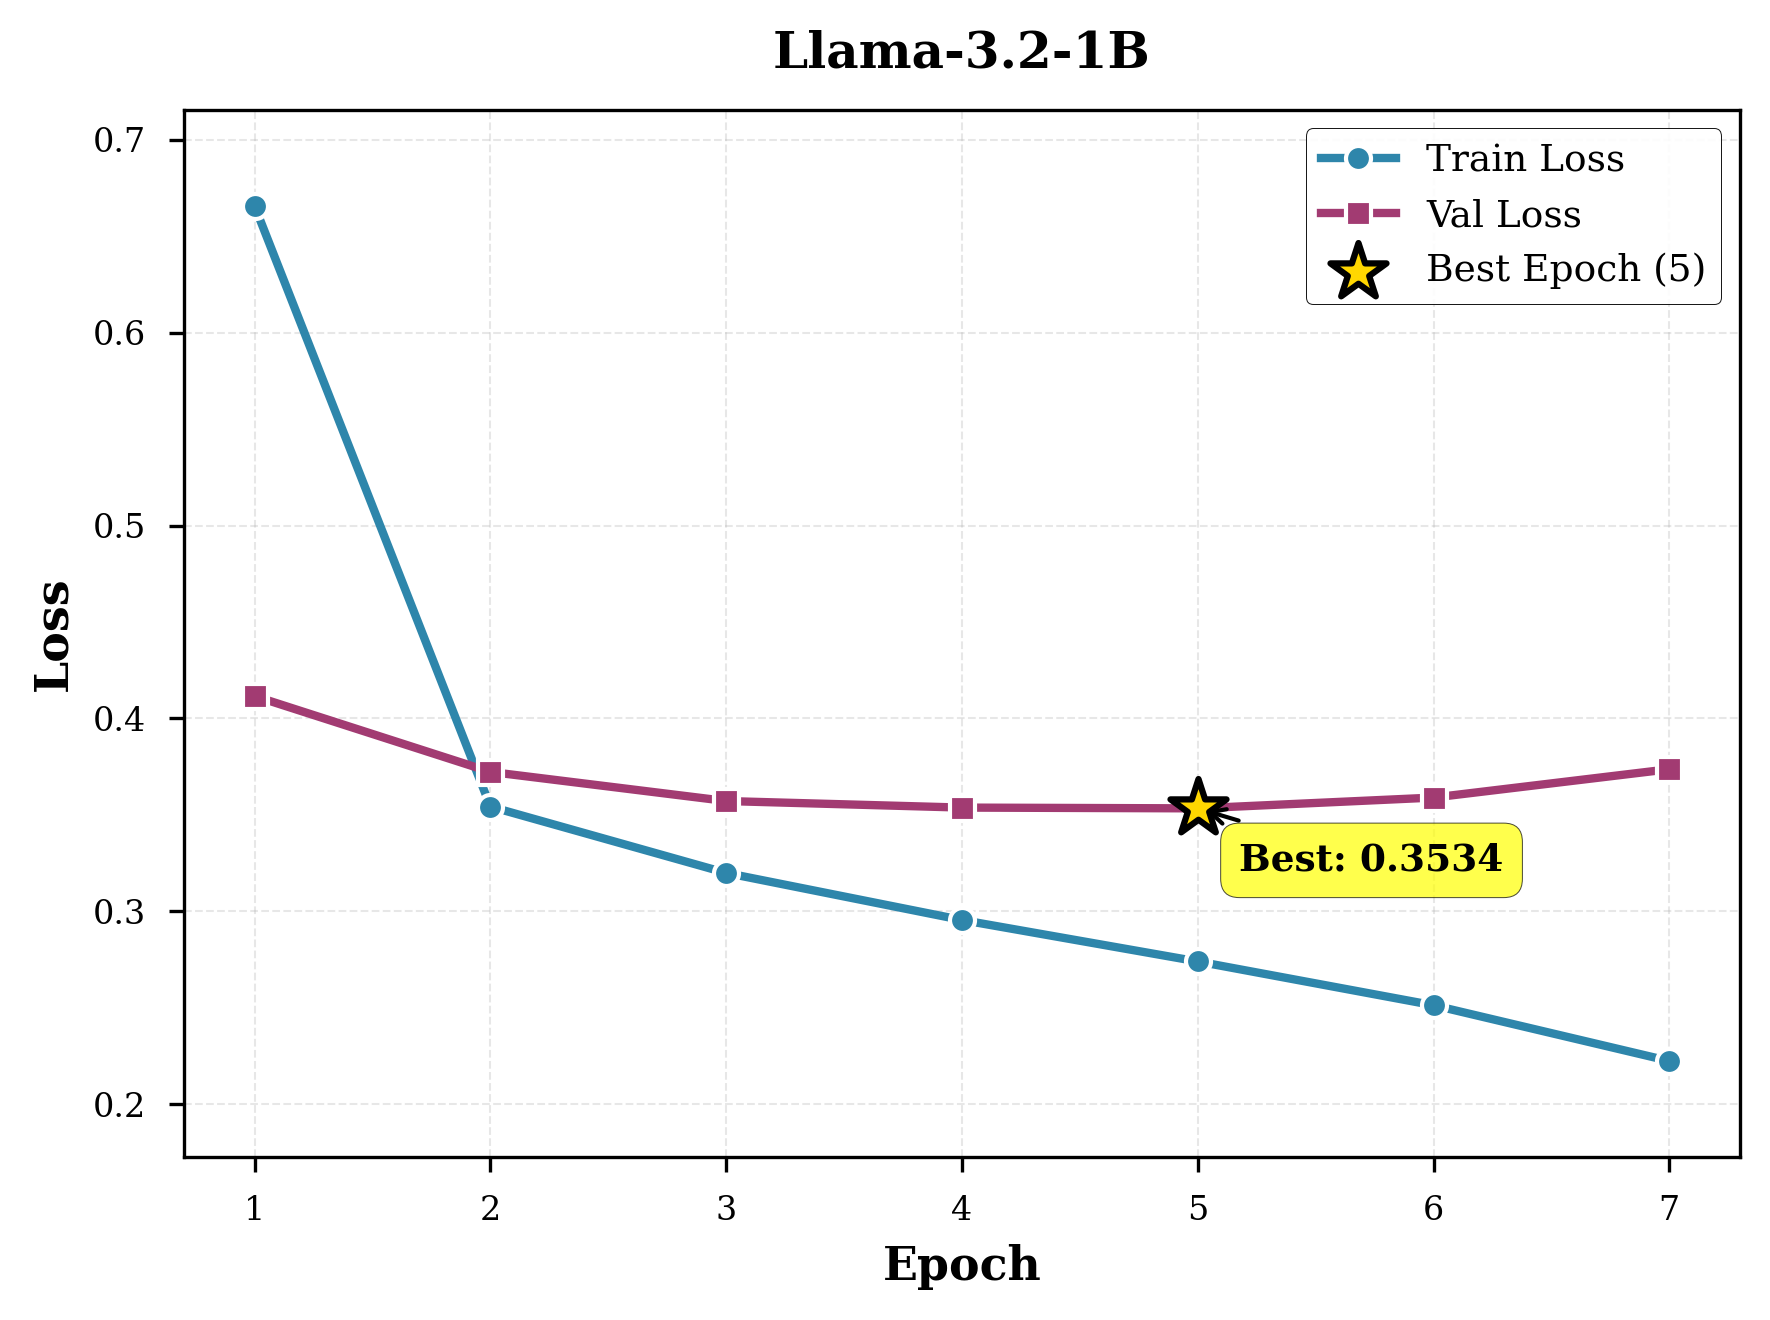 Llama-3.2-1B
Train Loss
Val Loss
Best Epoch (5)
0.7
0.6
0.5
0.4
0.3
0.2
Loss
Best: 0.3534
1 2 3 4 5 6 7
Epoch